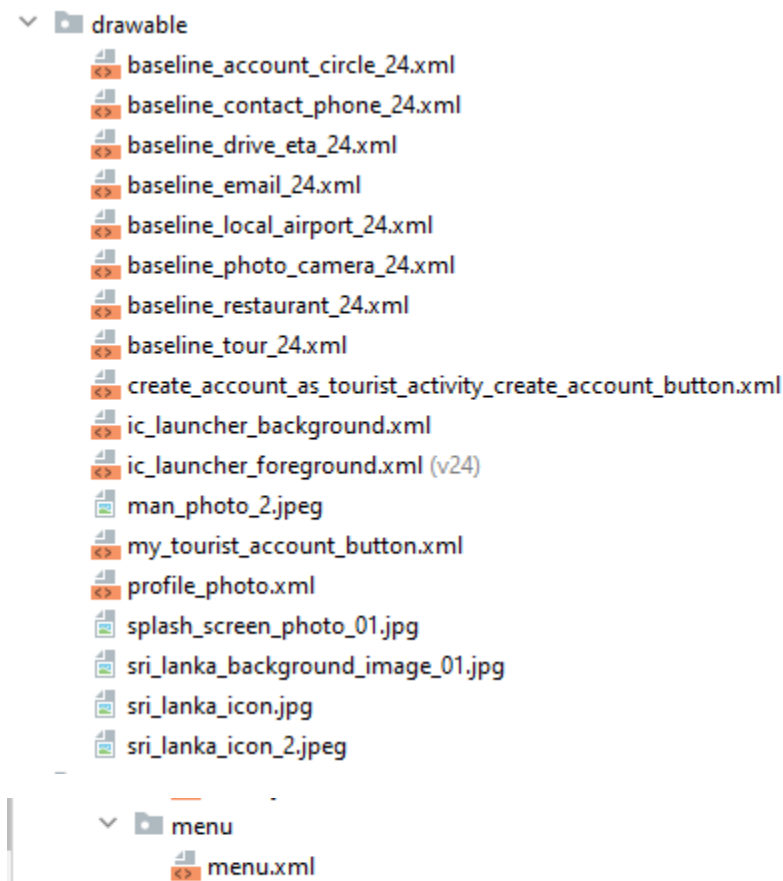 drawable
baseline_account_circle_24.xml
baseline_contact_phone_24.xml
baseline_drive_eta_24.xml
baseline_email_24.xml
baseline_local_airport_24.xml
baseline_photo_camera_24.xml
baseline_restaurant_24.xml
baseline_tour_24.xml
create_account_as_tourist_activity_create_account_button.xml
ic_launcher_background.xml
ic_launcher_foreground.xml (v24)
man_photo_2.jpeg
my_tourist_account_button.xml
profile_photo.xml
splash_screen_photo_01.jpg
sri_lanka_background_image_01.jpg
sri_lanka_icon.jpg
sri_lanka_icon_2.jpeg
menu
menu.xml